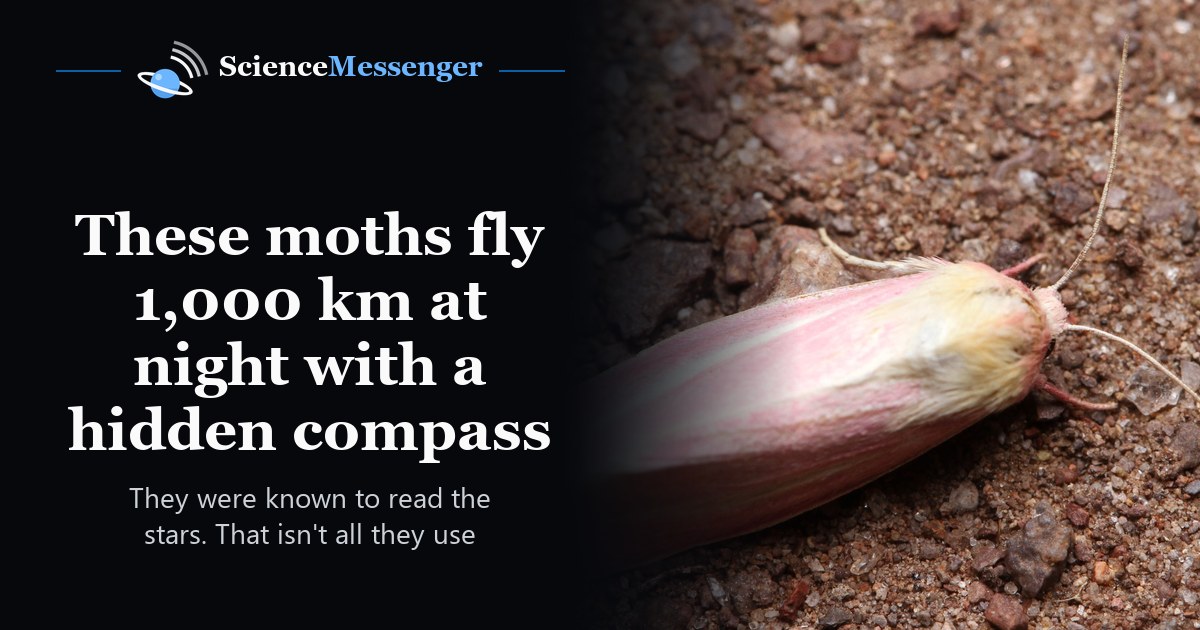 ScienceMessenger
These moths fly
1,000 km at
night with a
hidden compass
They were known to read the
stars. That isn't all they use